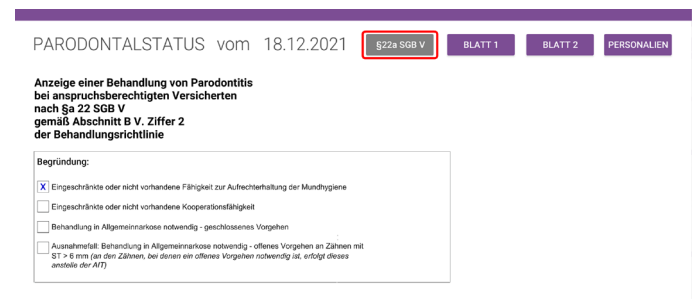 PARODONTALSTATUS vom 18.12.2021 §22a SGB V BLATT 1 BLATT 2 PERSONALIEN
Anzeige einer Behandlung von Parodontitis
bei anspruchsberechtigten Versicherten
nach §a 22 SGB V
gemäß Abschnitt B V. Ziffer 2
der Behandlungsrichtlinie
Begründung:
X Eingeschränkte oder nicht vorhandene Fähigkeit zur Aufrechterhaltung der Mundhygiene
Eingeschränkte oder nicht vorhandene Kooperationsfähigkeit
Behandlung in Allgemeinnarkose notwendig - geschlossenes Vorgehen
Ausnahmefall: Behandlung in Allgemeinnarkose notwendig - offenes Vorgehen an Zähnen mit
ST > 6 mm (an den Zähnen, bei denen ein offenes Vorgehen notwendig ist, erfolgt dieses
anstelle der AIT)